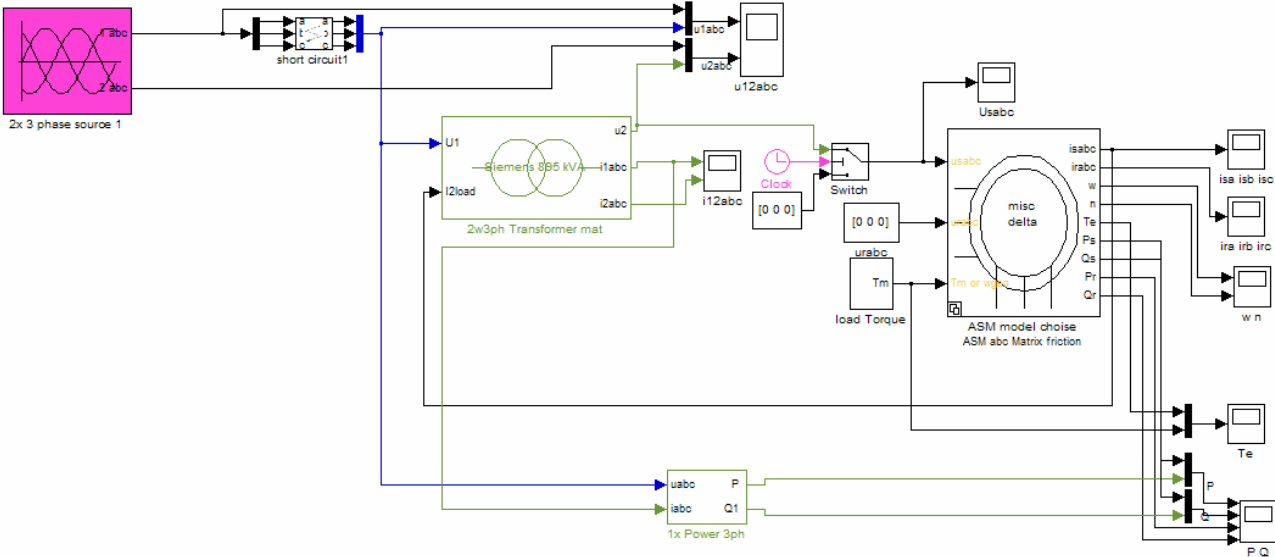 1 abc
2 abc
2x 3 phase source 1
a a
b b
c c
short circuit1
u1abc
u2abc
u12abc
U1
I2load
Siemens 895 kVA
u2
i1abc
i2abc
2w3ph Transformer mat
i12abc
Clock
[0 0 0]
Switch
Usabc
[0 0 0]
urabc
Tm
load Torque
usabc
urabc
Tm or wgen
misc
delta
isabc
irabc
w
n
Te
Ps
Qs
Pr
Qr
ASM model choise
ASM abc Matrix friction
isa isb isc
ira irb irc
w n
Te
uabc
iabc
P
Q1
1x Power 3ph
P
Q
P Q